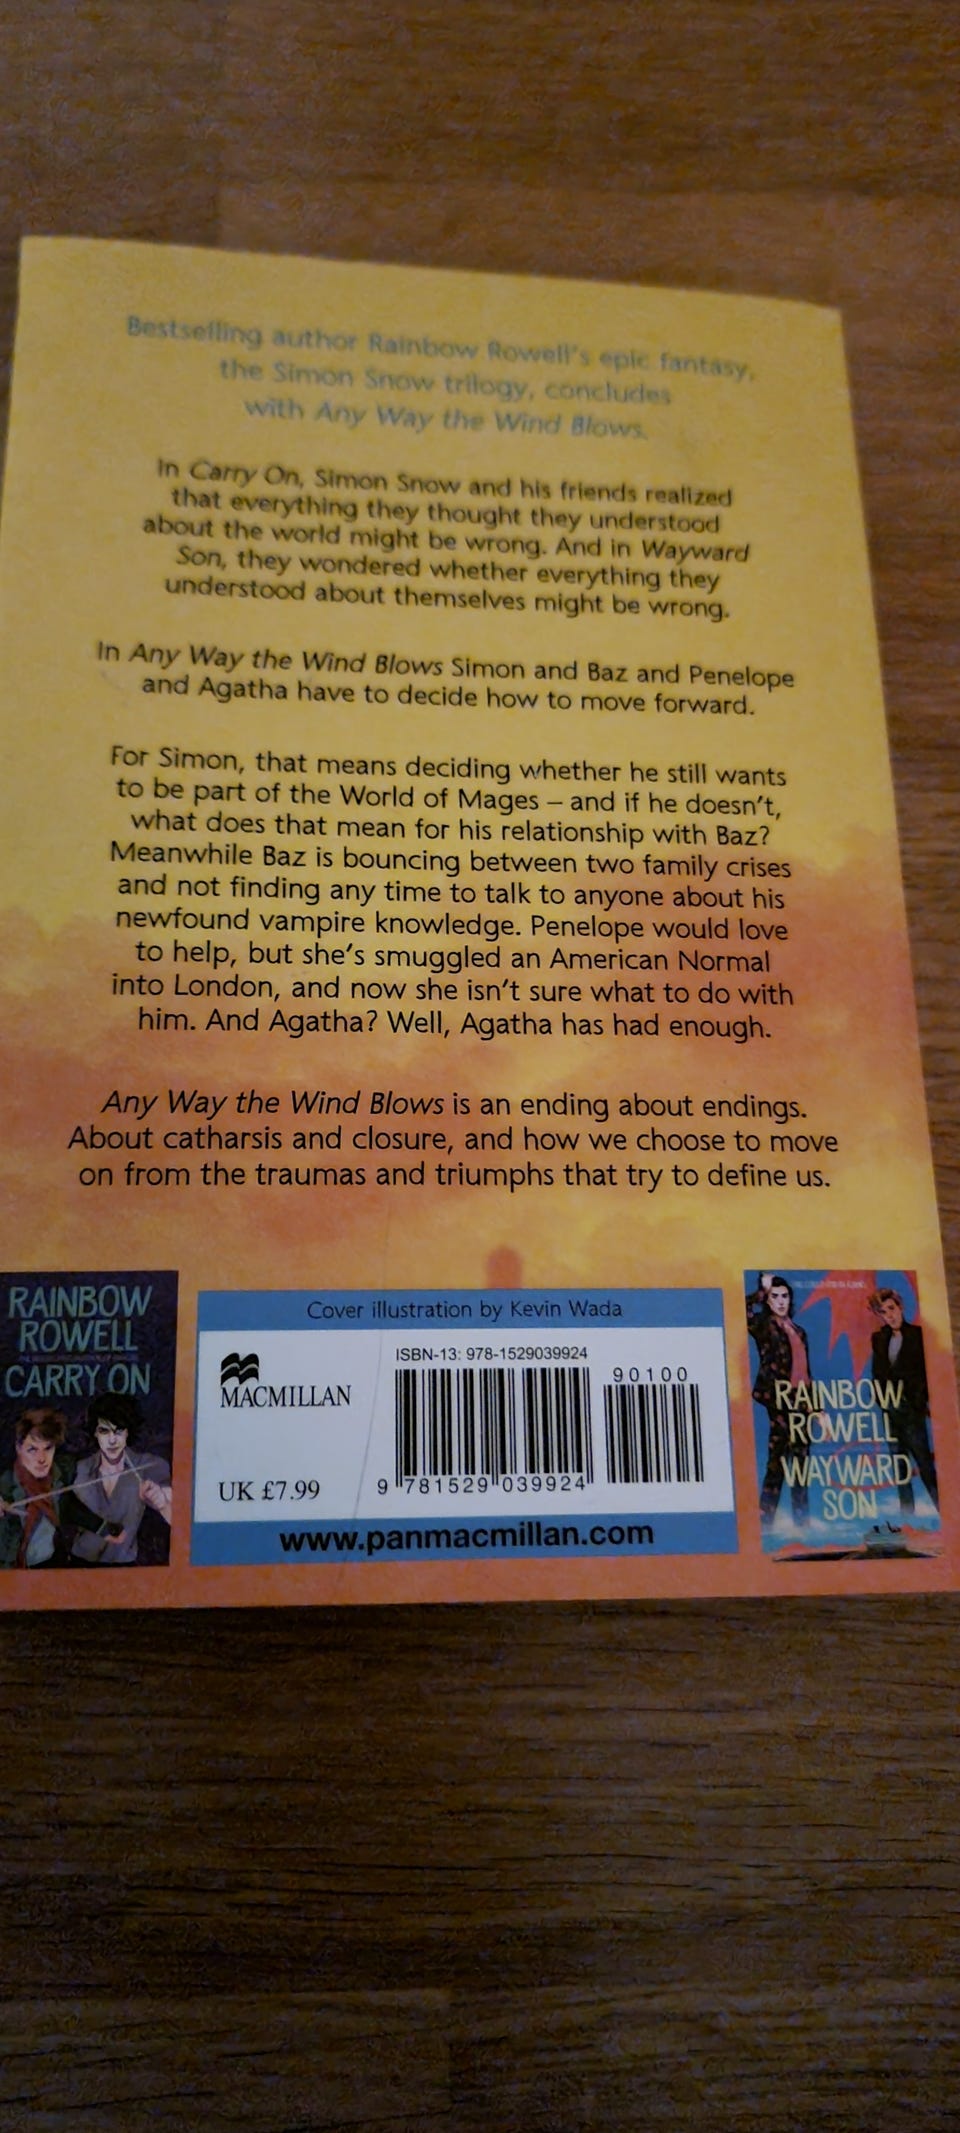 Bestselling author Rainbow Rowell's epic fantasy,
the Simon Snow trilogy, concludes
with Any Way the Wind Blows.
In Carry On, Simon Snow and his friends realized
that everything they thought they understood
about the world might be wrong. And in Wayward
Son, they wondered whether everything they
understood about themselves might be wrong.
In Any Way the Wind Blows Simon and Baz and Penelope
and Agatha have to decide how to move forward.
For Simon, that means deciding whether he still wants
to be part of the World of Mages – and if he doesn't,
what does that mean for his relationship with Baz?
Meanwhile Baz is bouncing between two family crises
and not finding any time to talk to anyone about his
newfound vampire knowledge. Penelope would love
to help, but she's smuggled an American Normal
into London, and now she isn't sure what to do with
him. And Agatha? Well, Agatha has had enough.
Any Way the Wind Blows is an ending about endings.
About catharsis and closure, and how we choose to move
on from the traumas and triumphs that try to define us.
RAINBOW
ROWELL
CARRY ON
Cover illustration by Kevin Wada
MACMILLAN
UK £7.99
ISBN-13: 978-1529039924
90100
9 781529 039924
www.panmacmillan.com
RAINBOW
ROWELL
WAYWARD
SON